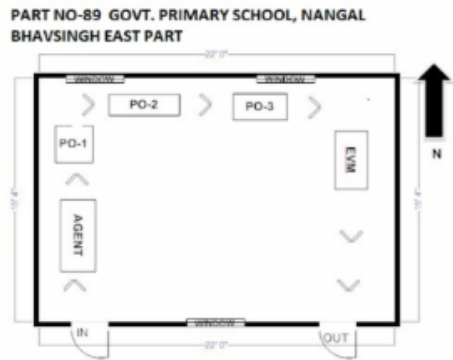 PART NO-89 GOVT. PRIMARY SCHOOL, NANGAL
BHAVSINGH EAST PART
22' 0"
WINDOW
WINDOW
PO-2
PO-3
PO-1
EVM
N
AGENT
WINDOW
IN
OUT
22' 0"